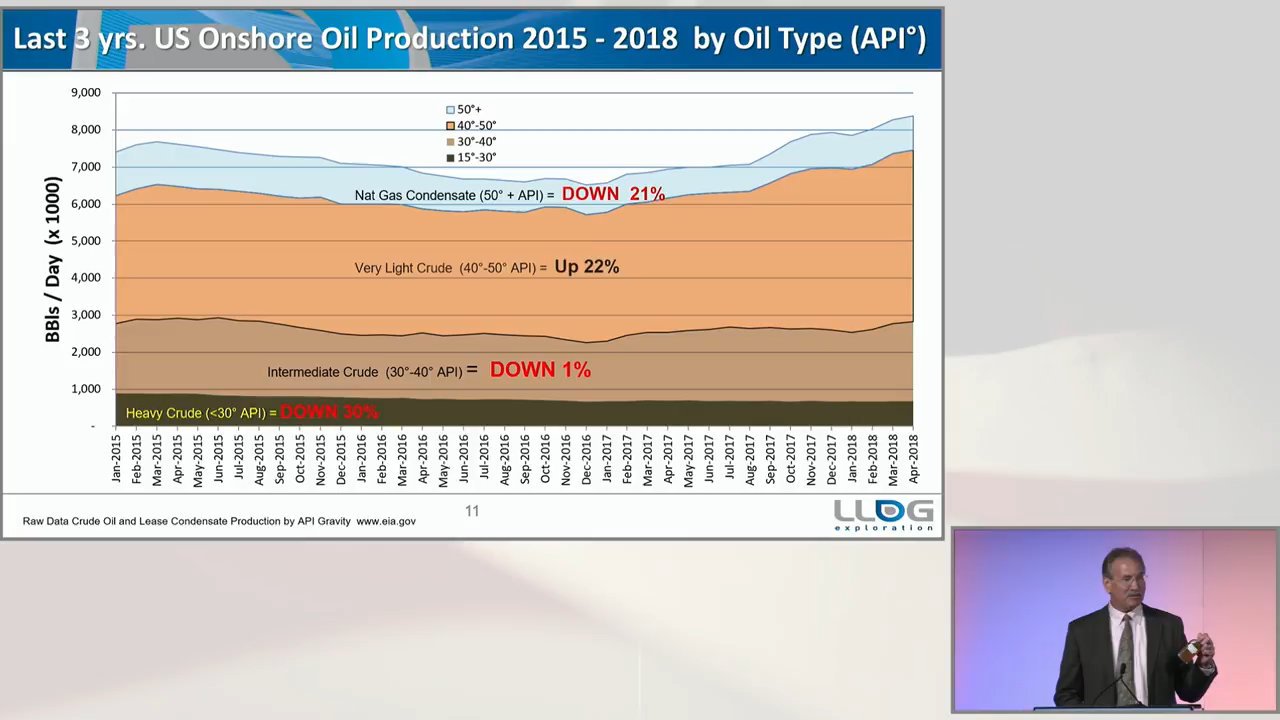 Last 3 yrs. US Onshore Oil Production 2015 - 2018 by Oil Type (API°)
BBls / Day (x 1000)
9,000
8,000
7,000
6,000
5,000
4,000
3,000
2,000
1,000
-
50°+
40°-50°
30°-40°
15°-30°
Nat Gas Condensate (50° + API) = DOWN 21%
Very Light Crude (40°-50° API) = Up 22%
Intermediate Crude (30°-40° API) = DOWN 1%
Heavy Crude (<30° API) = DOWN 30%
Jan-2015
Feb-2015
Mar-2015
Apr-2015
May-2015
Jun-2015
Jul-2015
Aug-2015
Sep-2015
Oct-2015
Nov-2015
Dec-2015
Jan-2016
Feb-2016
Mar-2016
Apr-2016
May-2016
Jun-2016
Jul-2016
Aug-2016
Sep-2016
Oct-2016
Nov-2016
Dec-2016
Jan-2017
Feb-2017
Mar-2017
Apr-2017
May-2017
Jun-2017
Jul-2017
Aug-2017
Sep-2017
Oct-2017
Nov-2017
Dec-2017
Jan-2018
Feb-2018
Mar-2018
Apr-2018
Raw Data Crude Oil and Lease Condensate Production by API Gravity www.eia.gov
11
LLOG
exploration